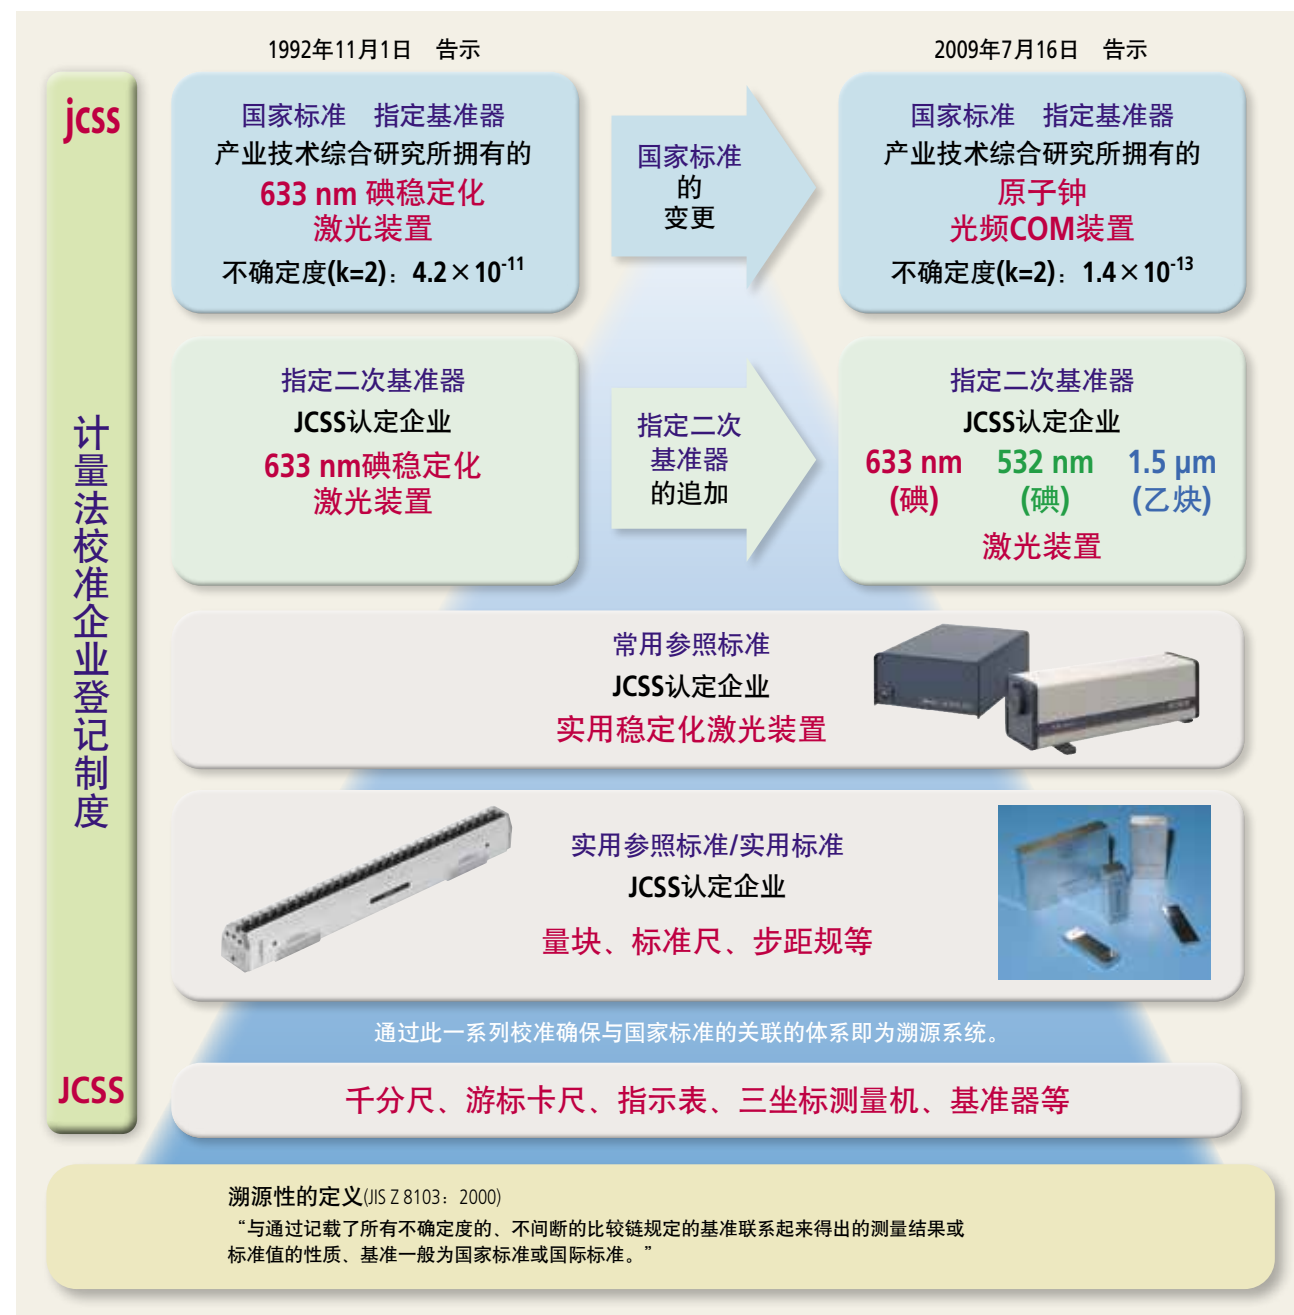 1992年11月1日　告示
2009年7月16日　告示
jcss
国家标准　指定基准器
产业技术综合研究所拥有的
633 nm 碘稳定化
激光装置
不确定度(k=2)：4.2×10⁻¹¹
国家标准
的
变更
国家标准　指定基准器
产业技术综合研究所拥有的
原子钟
光频COM装置
不确定度(k=2)：1.4×10⁻¹³
指定二次基准器
JCSS认定企业
633 nm碘稳定化
激光装置
指定二次
基准器
的追加
指定二次基准器
JCSS认定企业
633 nm 532 nm 1.5 μm
(碘) (碘) (乙炔)
激光装置
计量法校准企业登记制度
常用参照标准
JCSS认定企业
实用稳定化激光装置
实用参照标准/实用标准
JCSS认定企业
量块、标准尺、步距规等
通过此一系列校准确保与国家标准的关联的体系即为溯源系统。
JCSS
千分尺、游标卡尺、指示表、三坐标测量机、基准器等
溯源性的定义(JIS Z 8103：2000)
“与通过记载了所有不确定度的、不间断的比较链规定的基准联系起来得出的测量结果或
标准值的性质、基准一般为国家标准或国际标准。”